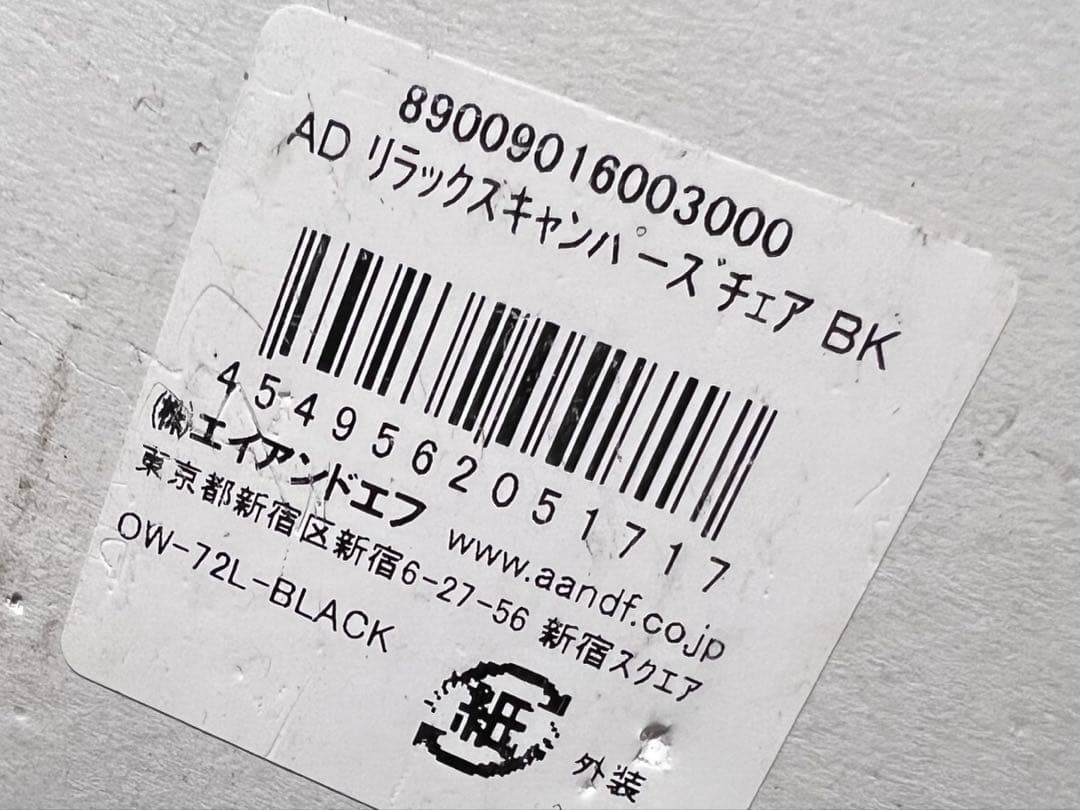 89009016003000
AD リラックスキャンパーズチェア BK
4549562051717
(株)エイアンドエフ www.aandf.co.jp
東京都新宿区新宿6-27-56 新宿スクエア
OW-72L-BLACK
紙 外装